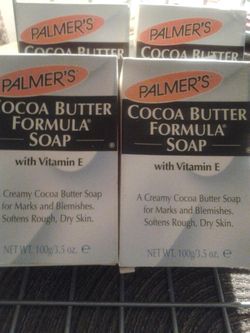 PALMER'S
COCOA BUTTER
PALMER'S
COCOA BUTTER
PALMER'S
COCOA BUTTER
FORMULA®
SOAP
with Vitamin E
A Creamy Cocoa Butter Soap
for Marks and Blemishes.
Softens Rough, Dry Skin.
NET WT. 100g/3.5 oz. ℮
PALMER'S
COCOA BUTTER
FORMULA®
SOAP
with Vitamin E
A Creamy Cocoa Butter Soap
for Marks and Blemishes.
Softens Rough, Dry Skin.
NET WT. 100g/3.5 oz. ℮